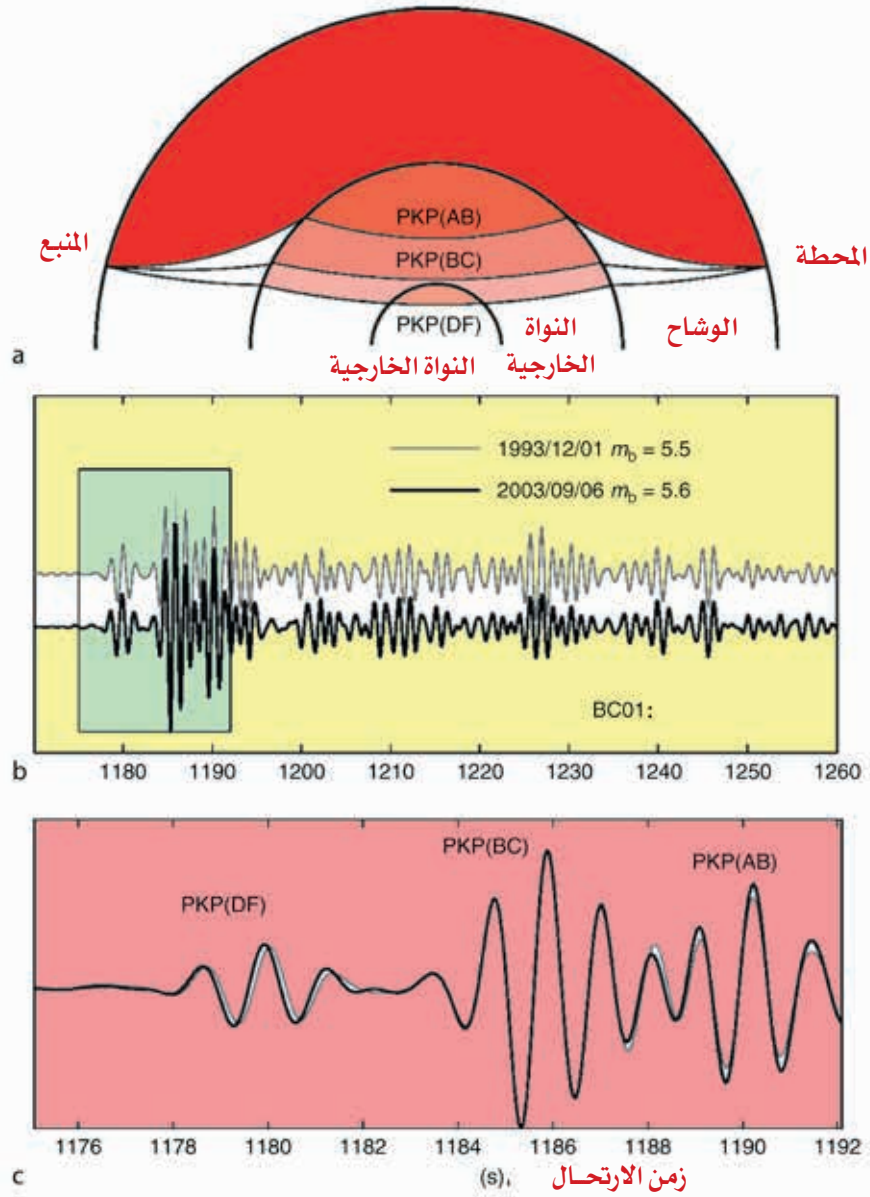 PKP(AB)
المنبع
PKP(BC)
المحطة
PKP(DF)
النواة
الخارجية
الوشاح
النواة الخارجية
a
1993/12/01 m_b = 5.5
2003/09/06 m_b = 5.6
BC01:
b
1180 1190 1200 1210 1220 1230 1240 1250 1260
PKP(DF)
PKP(BC)
PKP(AB)
1176 1178 1180 1182 1184 1186 1188 1190 1192
c
(s), زمن الارتحال